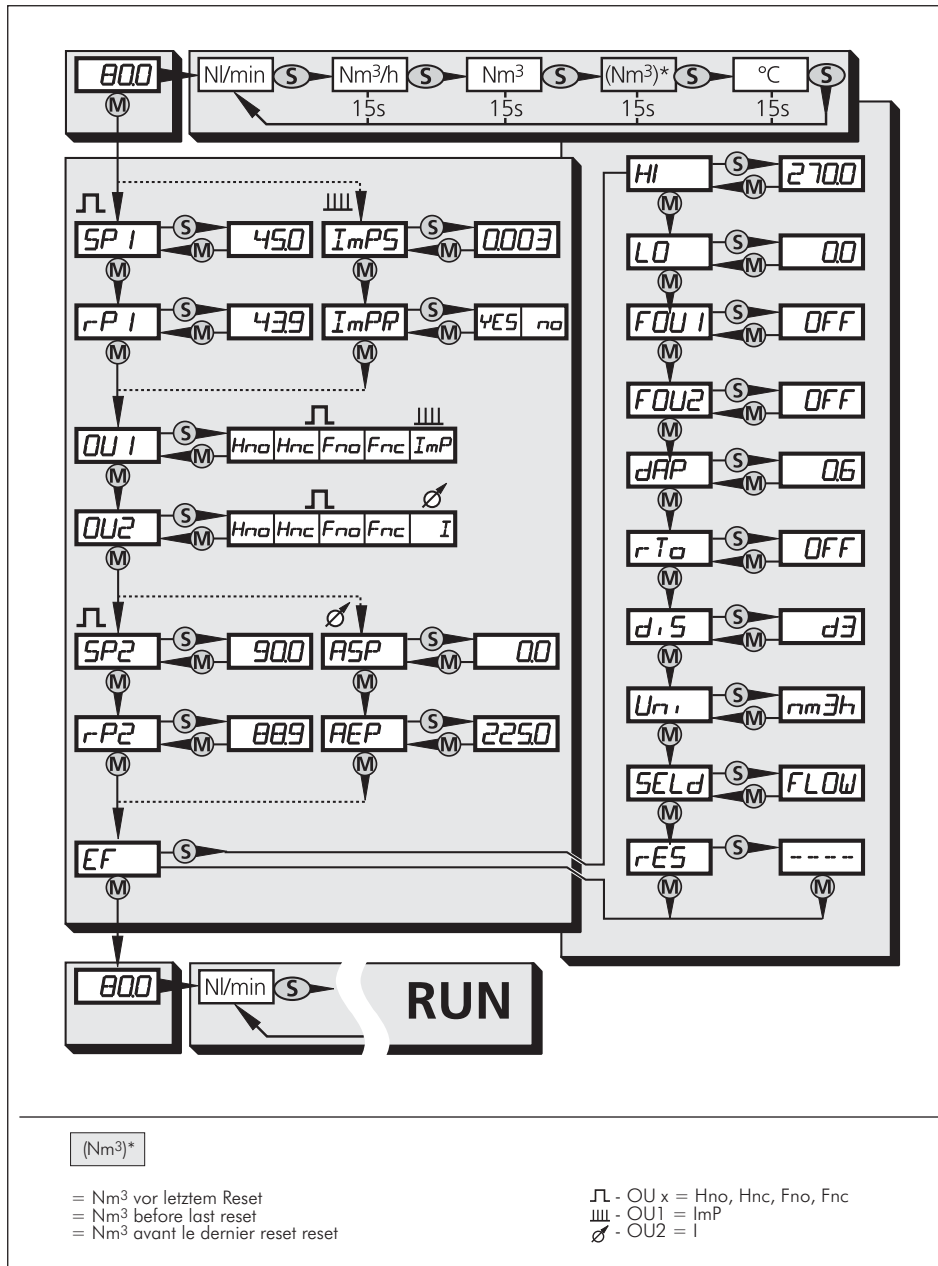 80.0 Nl/min S Nm³/h S Nm³ S (Nm³)* S °C S
M 15s 15s 15s 15s
HI S 270.0
M
M
SP1 S 45.0 ImPS S 0.003
M M
M M
LO S 0.0
M
M
rP1 S 43.9 ImPR S YES no
M M
M M
FOU1 S OFF
M
M
FOU2 S OFF
M
M
OU1 S Hno Hnc Fno Fnc ImP
M
M
dAP S 0.6
M
M
OU2 S Hno Hnc Fno Fnc I
M
M
rTo S OFF
M
M
SP2 S 90.0 ASP S 0.0
M M
M M
diS S d3
M
M
rP2 S 88.9 AEP S 225.0
M M
M M
Uni S nm3h
M
M
SELd S FLOW
M
M
EF S
M
rES S ----
M M
80.0 Nl/min S RUN
(Nm³)*
= Nm³ vor letztem Reset
= Nm³ before last reset
= Nm³ avant le dernier reset reset
- OU x = Hno, Hnc, Fno, Fnc
- OU1 = ImP
- OU2 = I